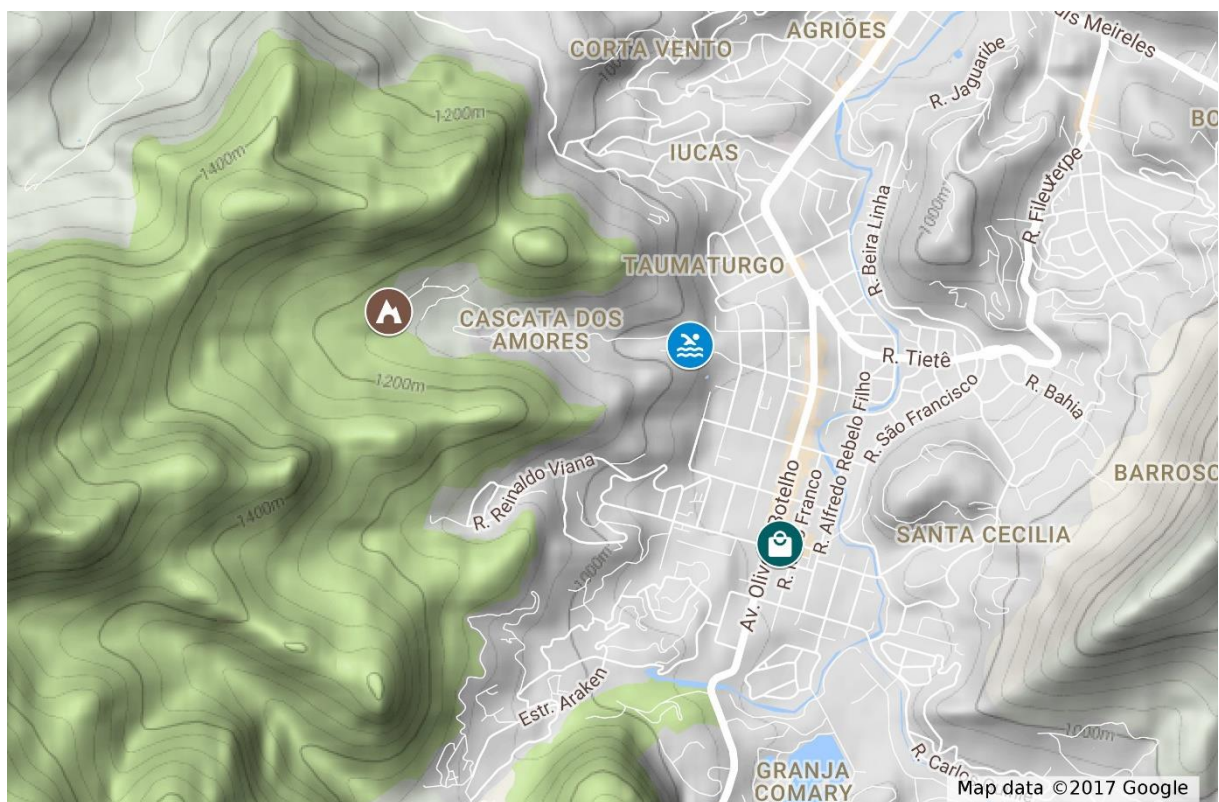 AGRIÕES
Meireles
CORTA VENTO
R. Jaguaribe
1000
1200m
BO
1400m
IUCAS
R. Fileuterpe
R. Beira Linha
1000m
TAUMATURGO
CASCATA DOS
AMORES
R. Tietê
1200m
R. Bahia
R. São Francisco
R. Alfredo Rebelo Filho
R. Reinaldo Viana
BARROSO
Botelho
Franco
1400m
SANTA CECILIA
1000m
Av. Oliv
R.
Estr. Araken
1000m
GRANJA
COMARY
R. Carlo
Map data ©2017 Google